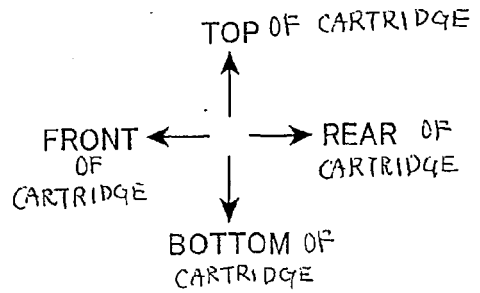 TOP OF CARTRIDGE
FRONT
OF
CARTRIDGE
REAR OF
CARTRIDGE
BOTTOM OF
CARTRIDGE